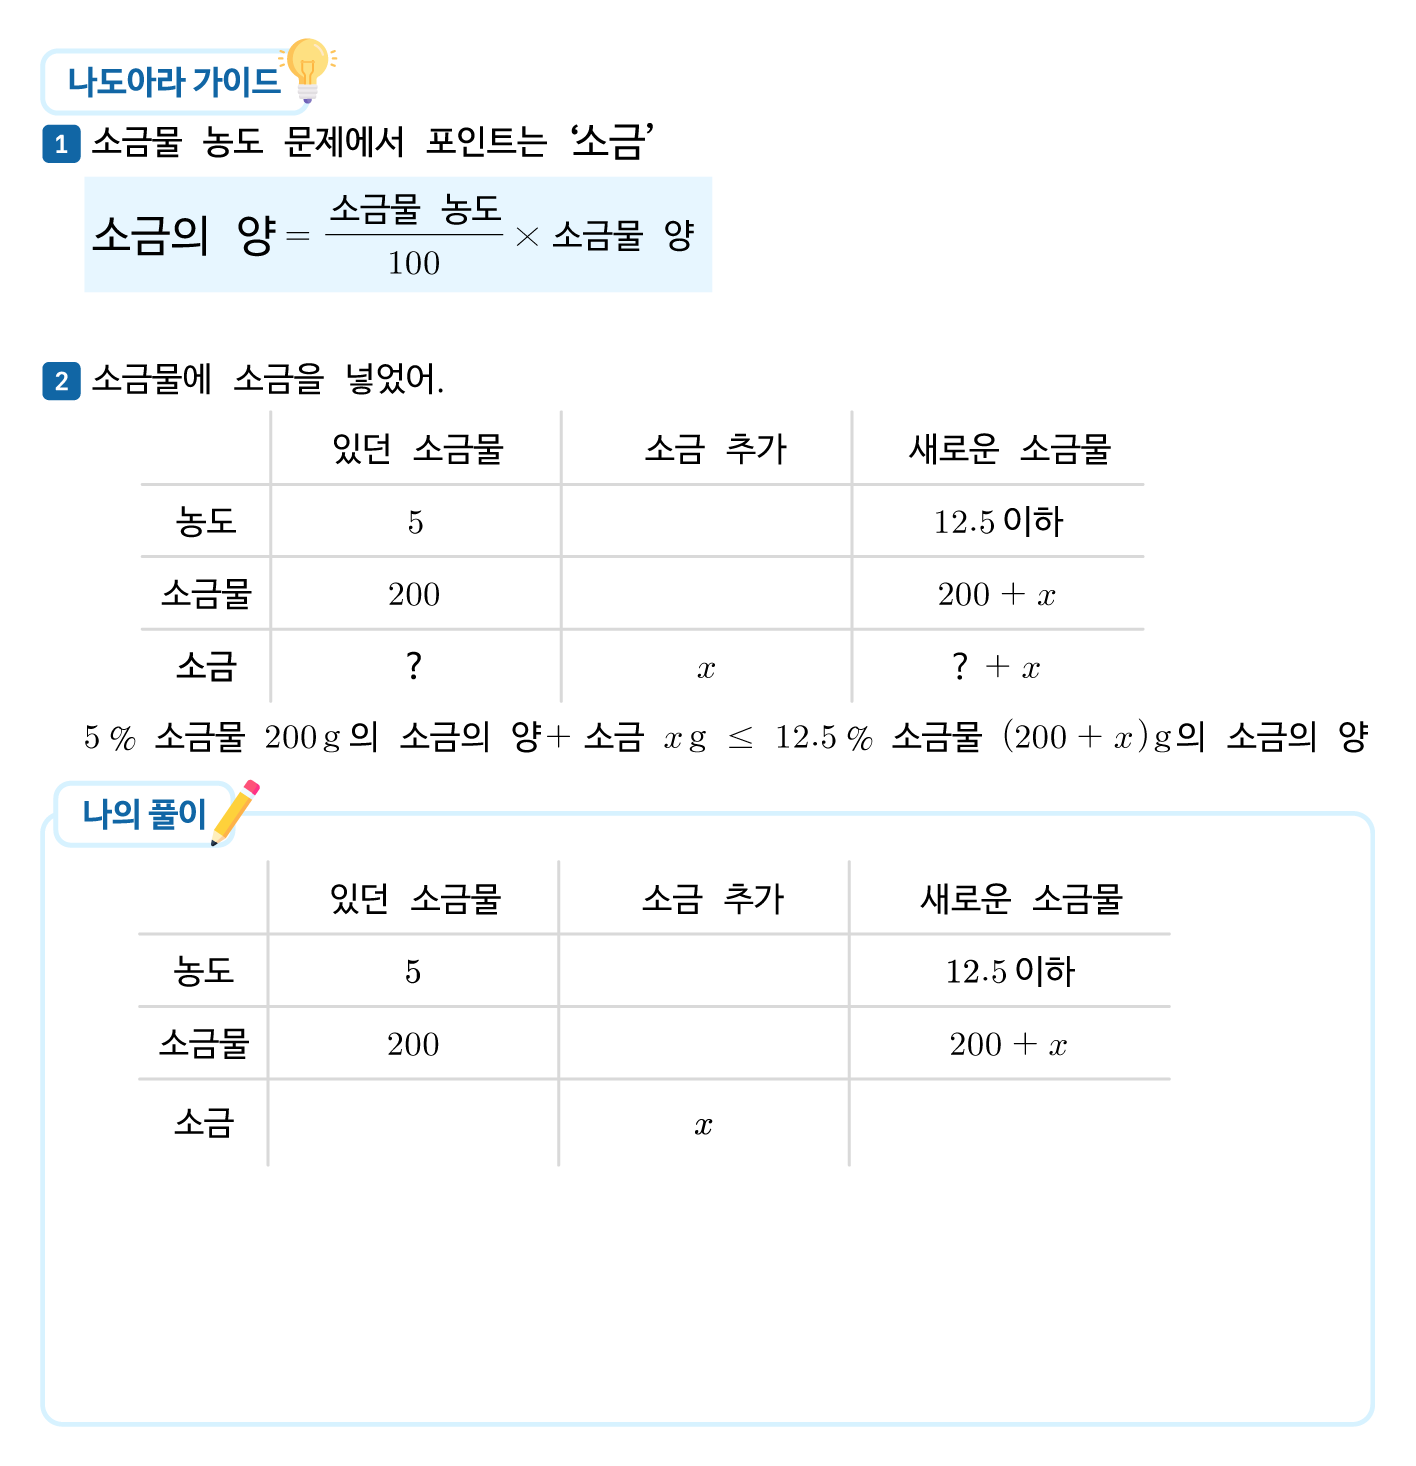 나도아라 가이드
1 소금물 농도 문제에서 포인트는 ‘소금’
소금의 양 = 소금물 농도/100 × 소금물 양
2 소금물에 소금을 넣었어.
있던 소금물 소금 추가 새로운 소금물
농도 5 12.5 이하
소금물 200 200 + x
소금 ? x ? + x
5 % 소금물 200 g 의 소금의 양 + 소금 x g ≤ 12.5 % 소금물 (200 + x) g의 소금의 양
나의 풀이
있던 소금물 소금 추가 새로운 소금물
농도 5 12.5 이하
소금물 200 200 + x
소금 x